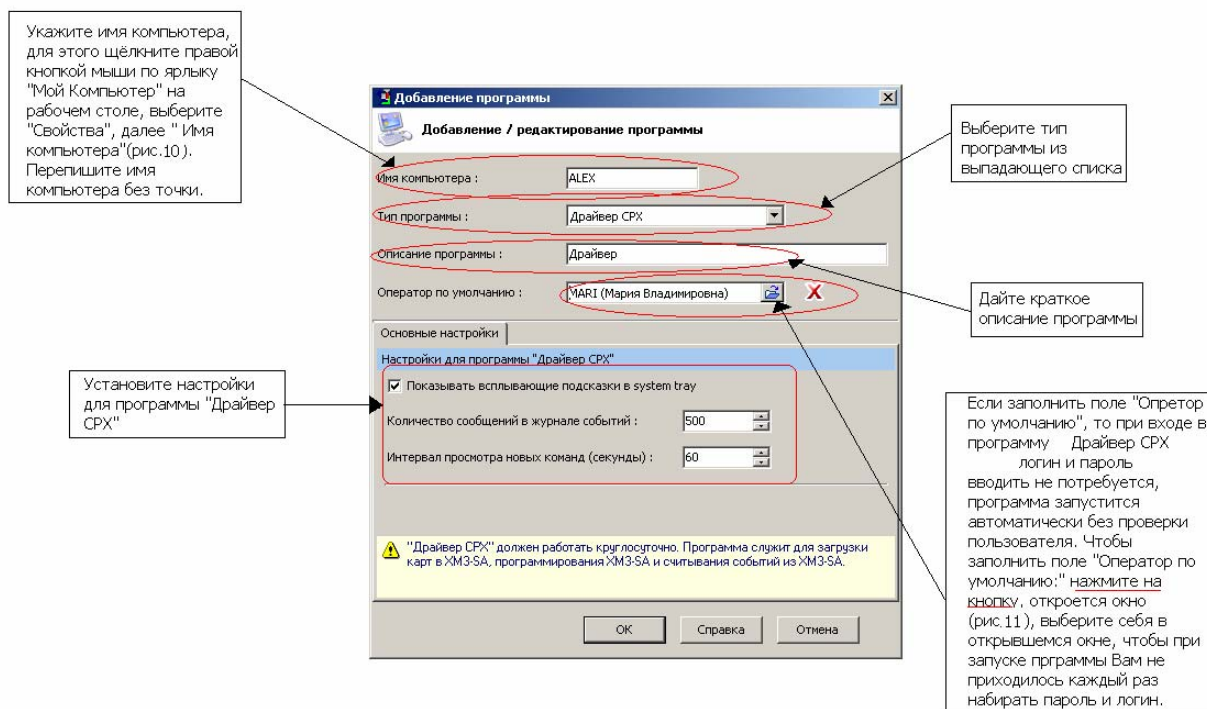 Укажите имя компьютера,
для этого щёлкните правой
кнопкой мыши по ярлыку
"Мой Компьютер" на
рабочем столе, выберите
"Свойства", далее " Имя
компьютера"(рис.10).
Перепишите имя
компьютера без точки.
Добавление программы
Добавление / редактирование программы
Имя компьютера :
ALEX
Тип программы :
Драйвер CPX
Описание программы :
Драйвер
Оператор по умолчанию :
MARI (Мария Владимировна)
Основные настройки
Настройки для программы "Драйвер CPX"
Показывать всплывающие подсказки в system tray
Количество сообщений в журнале событий :
500
Интервал просмотра новых команд (секунды) :
60
"Драйвер CPX" должен работать круглосуточно. Программа служит для загрузки
карт в XM3-SA, программирования XM3-SA и считывания событий из XM3-SA.
OK
Справка
Отмена
Установите настройки
для программы "Драйвер
CPX"
Выберите тип
программы из
выпадающего списка
Дайте краткое
описание программы
Если заполнить поле "Опретор
по умолчанию", то при входе в
программу Драйвер CPX
логин и пароль
вводить не потребуется,
программа запустится
автоматически без проверки
пользователя. Чтобы
заполнить поле "Оператор по
умолчанию:" нажмите на
кнопку, откроется окно
(рис.11), выберите себя в
открывшемся окне, чтобы при
запуске прграммы Вам не
приходилось каждый раз
набирать пароль и логин.